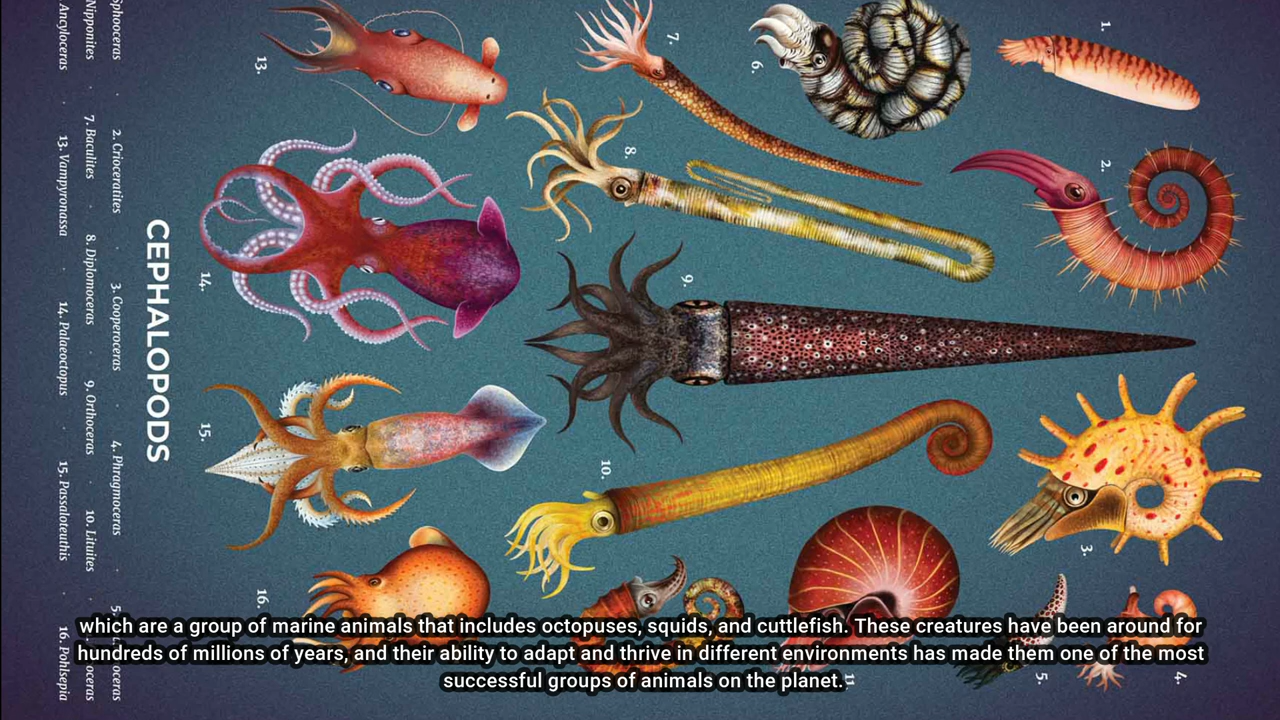 13.
7.
6.
1.
8.
2.
14.
9.
15.
10.
3.
16.
11
5.
4.
CEPHALOPODS
Sphooceras · 2. Crioceratites · 3. Cooperoceras · 4. Phragmoceras · 5.
Nipponites · 7. Baculites · 8. Diplomoceras · 9. Orthoceras · 10. Lituites ·
Ancyloceras · 13. Vampyronassa · 14. Palaeoctopus · 15. Passaloteuthis · 16. Pohlsepia
which are a group of marine animals that includes octopuses, squids, and cuttlefish. These creatures have been around for
hundreds of millions of years, and their ability to adapt and thrive in different environments has made them one of the most
successful groups of animals on the planet.